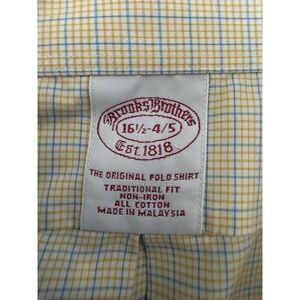 Brooks Brothers
16½-4/5
Est 1818
THE ORIGINAL POLO SHIRT
TRADITIONAL FIT
NON-IRON
ALL COTTON
MADE IN MALAYSIA